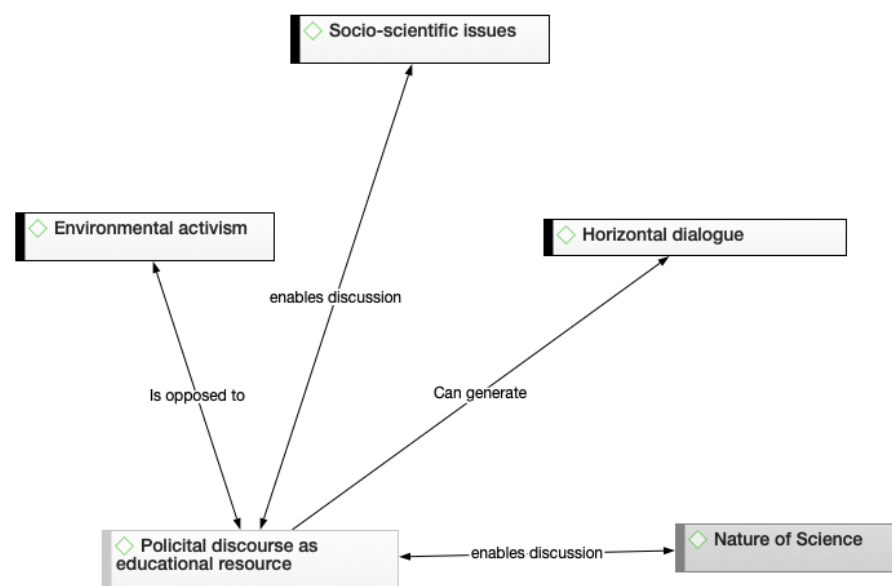 Socio-scientific issues
Environmental activism
Horizontal dialogue
enables discussion
Is opposed to
Can generate
Policital discourse as
educational resource
enables discussion
Nature of Science